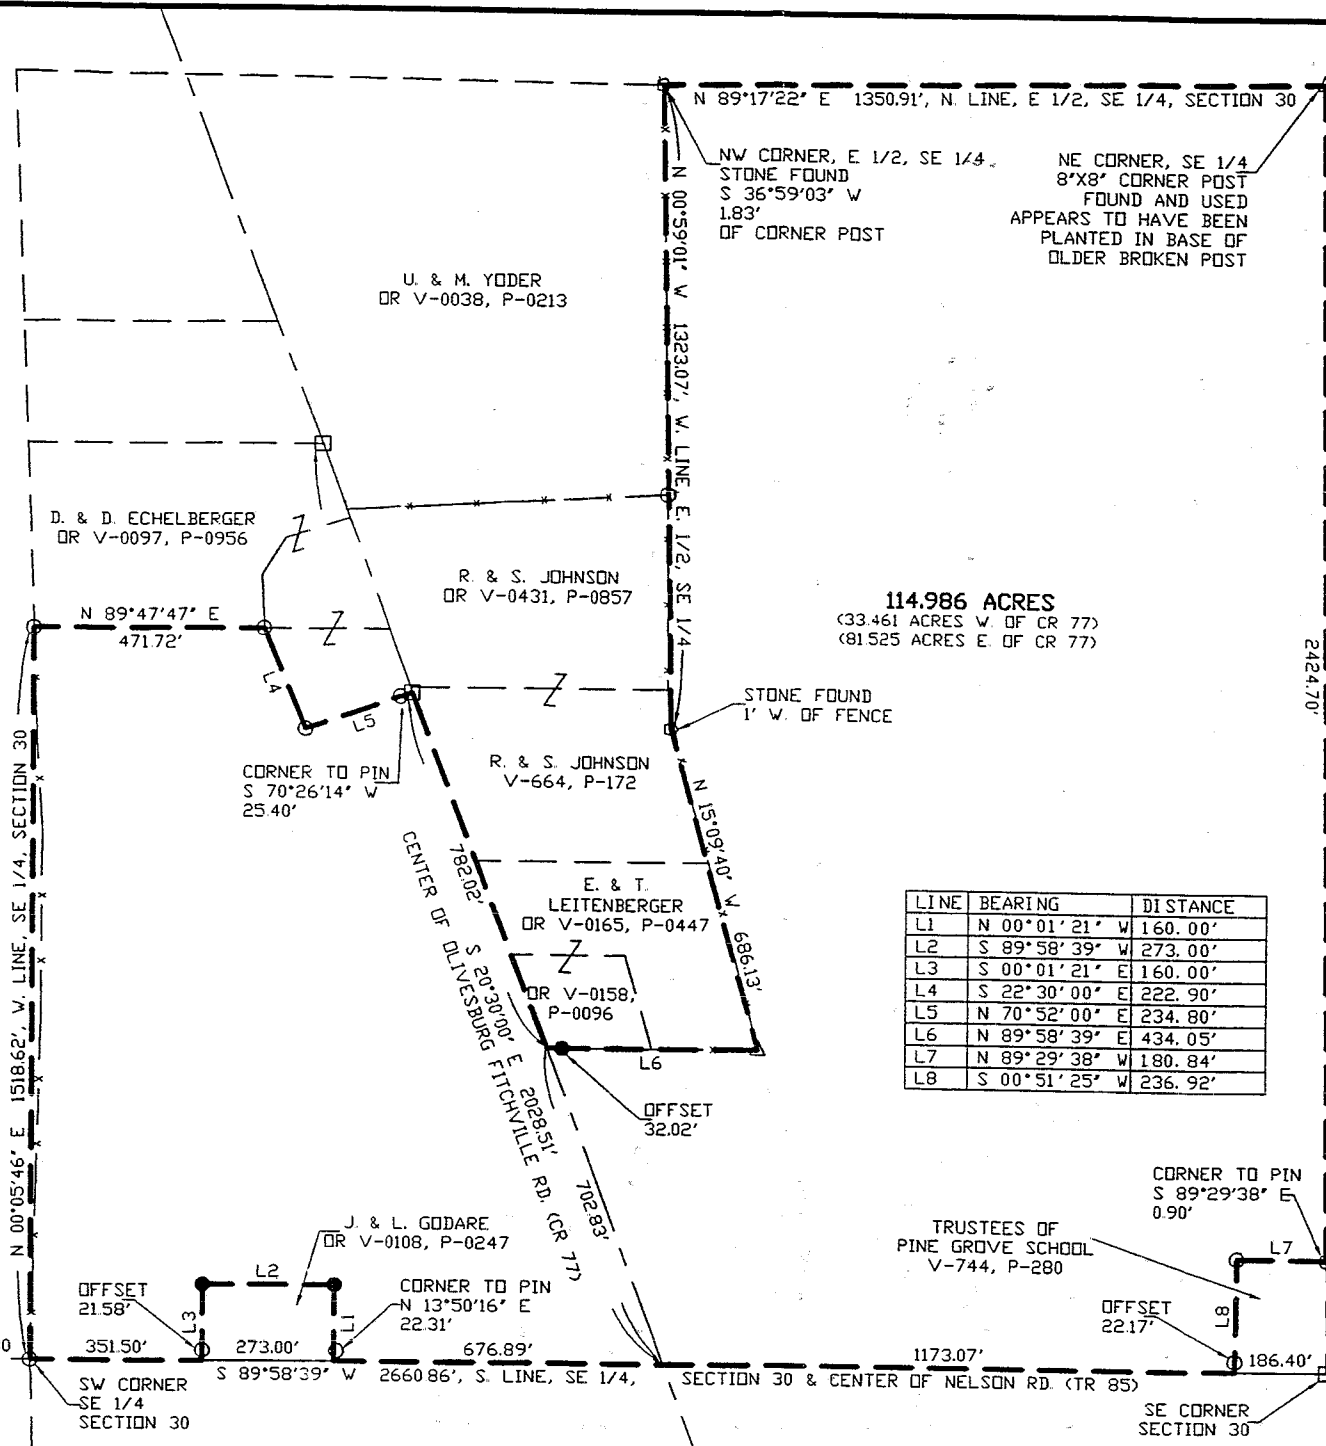 N 89°17'22" E 1350.91', N. LINE, E 1/2, SE 1/4, SECTION 30
NW CORNER, E 1/2, SE 1/4
STONE FOUND
S 36°59'03" W
1.83'
OF CORNER POST
NE CORNER, SE 1/4
8"X8" CORNER POST
FOUND AND USED
APPEARS TO HAVE BEEN
PLANTED IN BASE OF
OLDER BROKEN POST
N 00°59'01" W 1323.07', W. LINE, E. 1/2, SE 1/4
U. & M. YODER
OR V-0038, P-0213
D. & D. ECHELBERGER
OR V-0097, P-0956
R. & S. JOHNSON
OR V-0431, P-0857
114.986 ACRES
(33.461 ACRES W. OF CR 77)
(81.525 ACRES E. OF CR 77)
2424.70'
N 89°47'47" E
471.72'
L4
L5
STONE FOUND
1' W. OF FENCE
CORNER TO PIN
S 70°26'14" W
25.40'
R. & S. JOHNSON
V-664, P-172
N 15°09'40" W 686.13'
782.02'
S 20°30'00" E 2028.51'
CENTER OF OLIVESBURG FITCHVILLE RD. (CR 77)
702.83'
E. & T.
LEITENBERGER
OR V-0165, P-0447
OR V-0158,
P-0096
L6
OFFSET
32.02'
LINE BEARING DISTANCE
L1 N 00°01'21" W 160.00'
L2 S 89°58'39" W 273.00'
L3 S 00°01'21" E 160.00'
L4 S 22°30'00" E 222.90'
L5 N 70°52'00" E 234.80'
L6 N 89°58'39" E 434.05'
L7 N 89°29'38" W 180.84'
L8 S 00°51'25" W 236.92'
N 00°05'46" E 1518.62', W. LINE, SE 1/4, SECTION 30
J. & L. GODARE
OR V-0108, P-0247
OFFSET
21.58'
L2
L3
L1
CORNER TO PIN
N 13°50'16" E
22.31'
CORNER TO PIN
S 89°29'38" E
0.90'
TRUSTEES OF
PINE GROVE SCHOOL
V-744, P-280
L7
L8
OFFSET
22.17'
0
351.50'
273.00'
676.89'
1173.07'
186.40'
S 89°58'39" W 2660.86', S. LINE, SE 1/4, SECTION 30 & CENTER OF NELSON RD. (TR 85)
SW CORNER
SE 1/4
SECTION 30
SE CORNER
SECTION 30